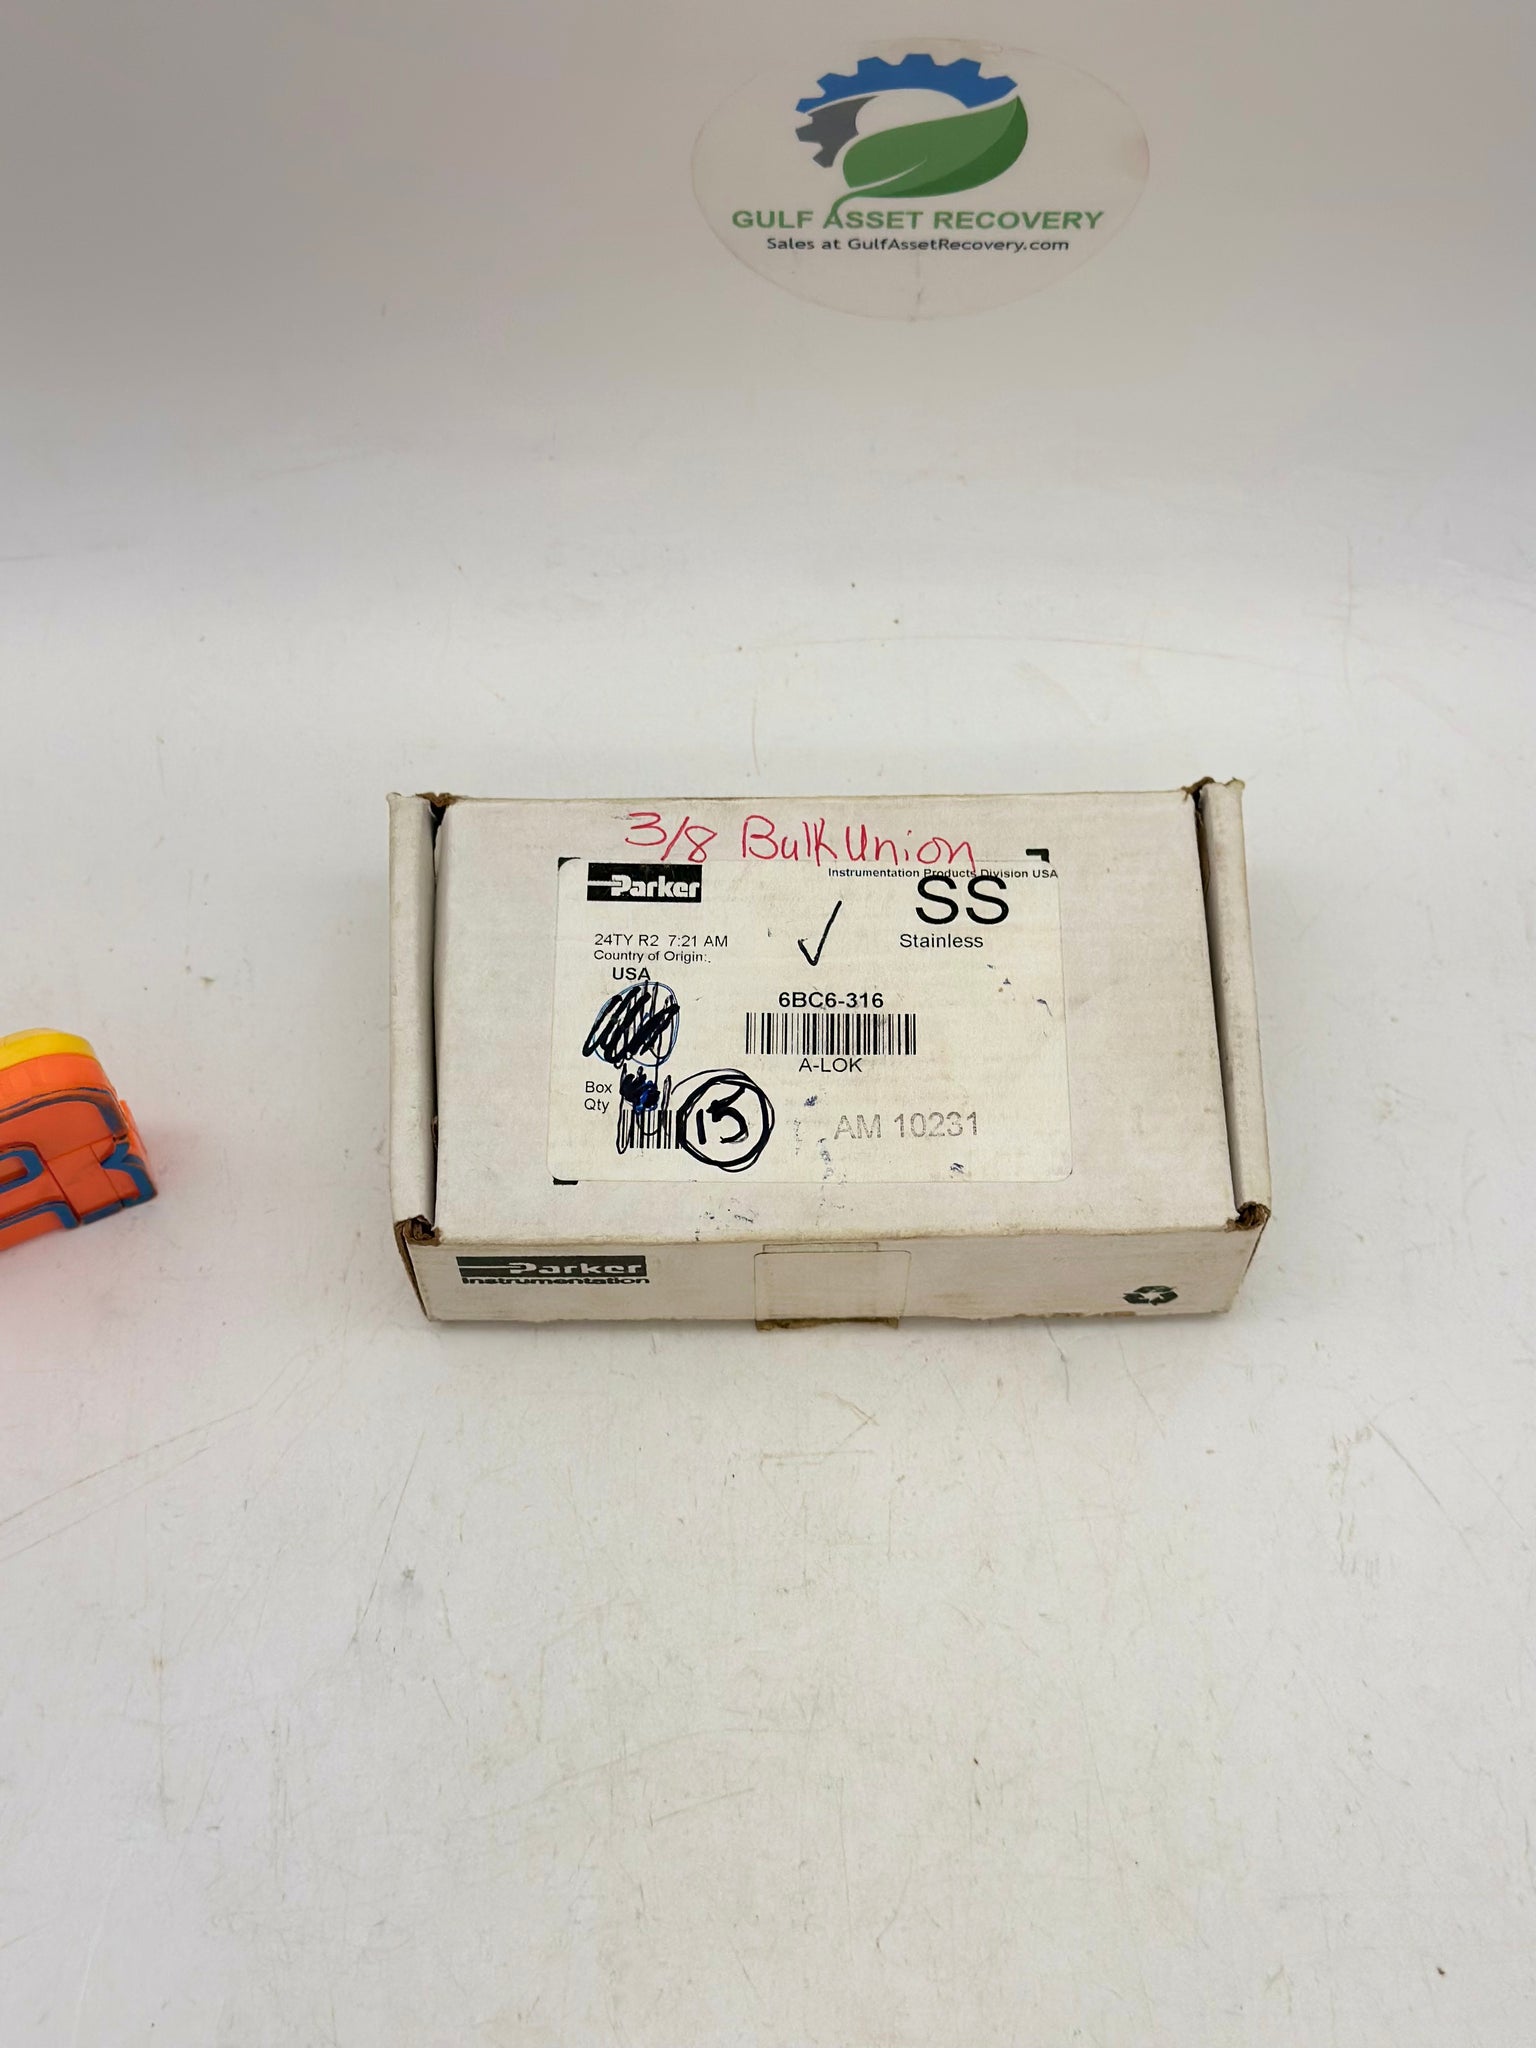 GULF ASSET RECOVERY
Sales at GulfAssetRecovery.com
3/8 Bulk Union
Parker
Instrumentation Products Division USA
SS
Stainless
24TY R2 7:21 AM
Country of Origin:.
USA
6BC6-316
A-LOK
Box
Qty
15
AM 10231
Parker
Instrumentation